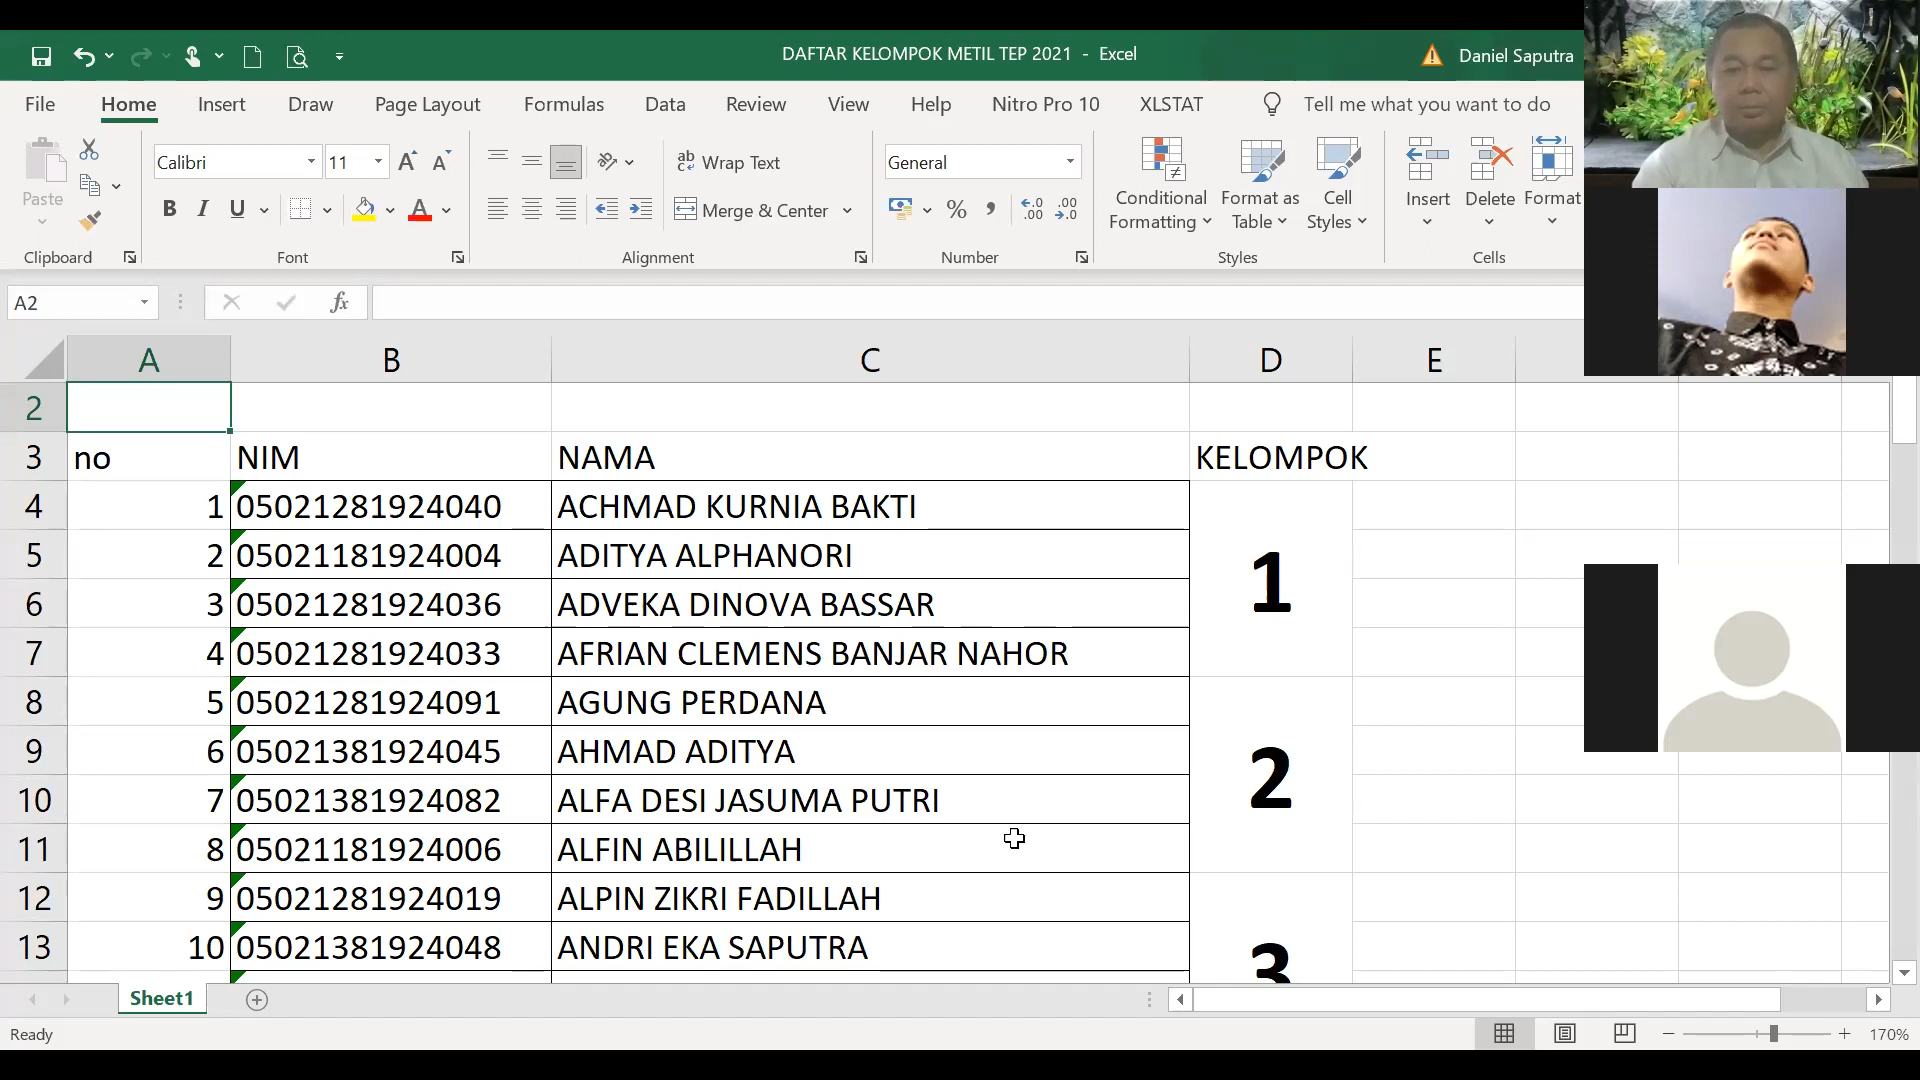 DAFTAR KELOMPOK METIL TEP 2021 - Excel
Daniel Saputra
File Home Insert Draw Page Layout Formulas Data Review View Help Nitro Pro 10 XLSTAT Tell me what you want to do
Paste
Calibri 11 A A
B I U A
ab c Wrap Text
Merge & Center
General
% , .00 .00
Conditional Formatting
Format as Table
Cell Styles
Insert Delete Format
Clipboard Font Alignment Number Styles Cells
A2 fx
A B C D E
2
3 no NIM NAMA KELOMPOK
4 1 05021281924040 ACHMAD KURNIA BAKTI
5 2 05021181924004 ADITYA ALPHANORI
1
6 3 05021281924036 ADVEKA DINOVA BASSAR
7 4 05021281924033 AFRIAN CLEMENS BANJAR NAHOR
8 5 05021281924091 AGUNG PERDANA
9 6 05021381924045 AHMAD ADITYA
2
10 7 05021381924082 ALFA DESI JASUMA PUTRI
11 8 05021181924006 ALFIN ABILILLAH
12 9 05021281924019 ALPIN ZIKRI FADILLAH
13 10 05021381924048 ANDRI EKA SAPUTRA
3
Sheet1
Ready 170%